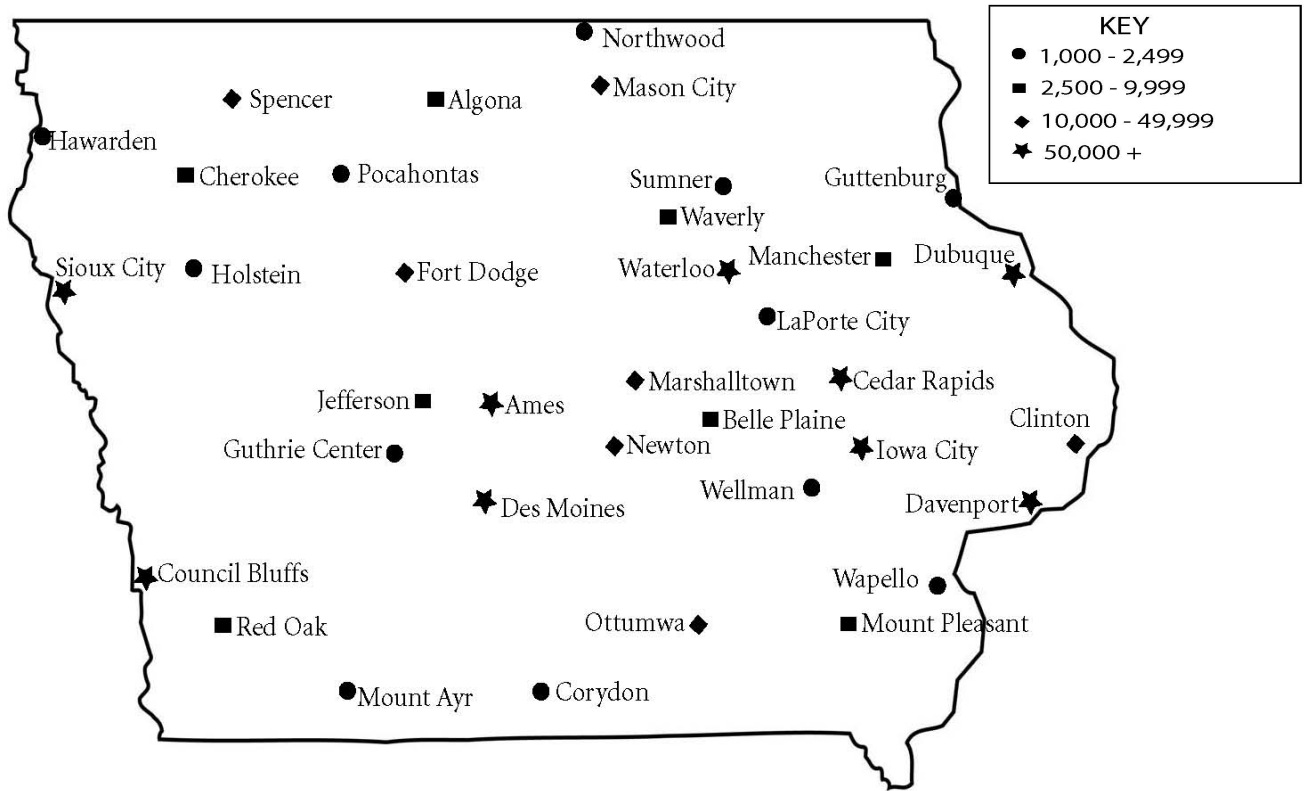 KEY
1,000 - 2,499
2,500 - 9,999
10,000 - 49,999
50,000 +
Northwood
Mason City
Spencer
Algona
Hawarden
Cherokee
Pocahontas
Sumner
Guttenburg
Waverly
Sioux City
Holstein
Fort Dodge
Waterloo
Manchester
Dubuque
LaPorte City
Jefferson
Ames
Marshalltown
Cedar Rapids
Belle Plaine
Clinton
Guthrie Center
Newton
Iowa City
Wellman
Des Moines
Davenport
Council Bluffs
Wapello
Red Oak
Ottumwa
Mount Pleasant
Mount Ayr
Corydon